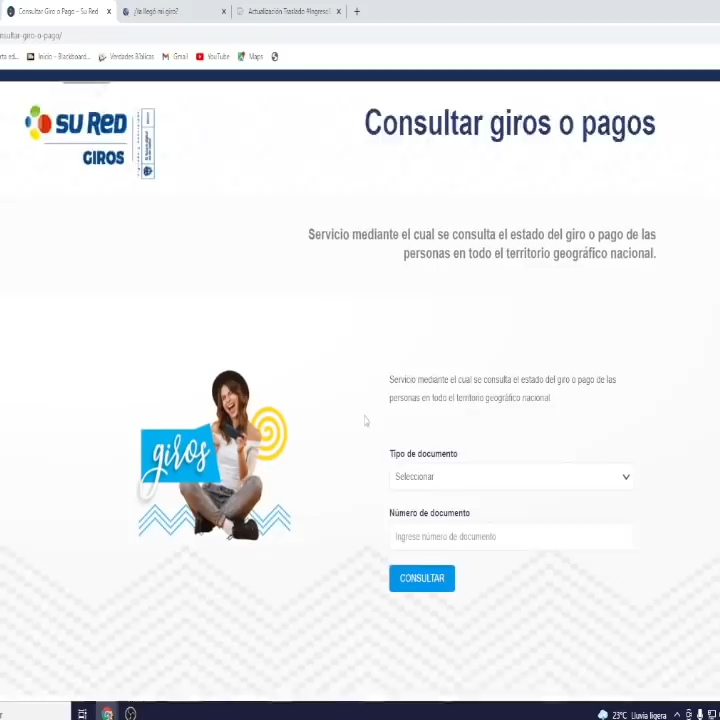 Consultar Giro o Pago - Su Red
¿Ya llegó mi giro?
Actualización Traslado #IngresoS
nsultar-giro-o-pago/
rta ed...
Inicio - Blackboard...
Verdades Bíblicas
Gmail
YouTube
Maps
SU RED
GIROS
Consultar giros o pagos
Servicio mediante el cual se consulta el estado del giro o pago de las
personas en todo el territorio geográfico nacional.
giros
Servicio mediante el cual se consulta el estado del giro o pago de las
personas en todo el territorio geográfico nacional
Tipo de documento
Seleccionar
Número de documento
Ingrese número de documento
CONSULTAR
23°C Lluvia ligera